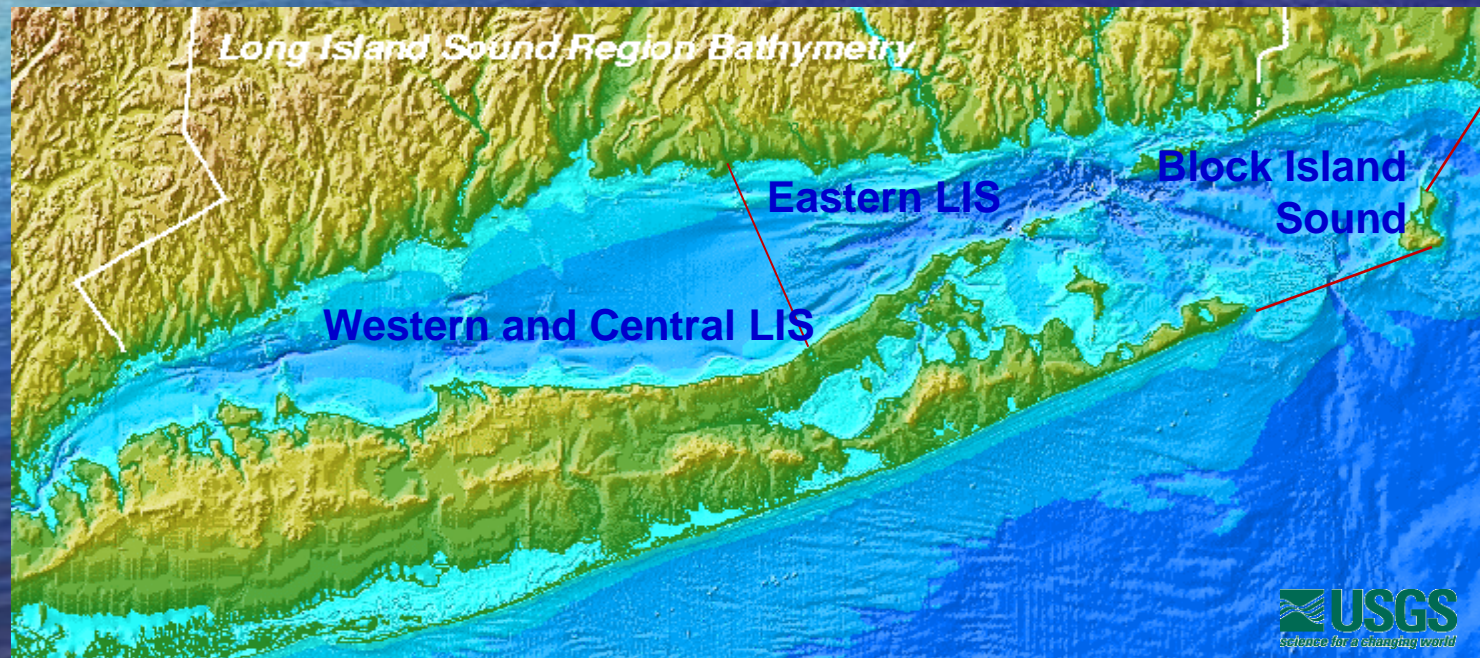 Long Island Sound Region Bathymetry
Block Island
Sound
Eastern LIS
Western and Central LIS
USGS
science for a changing world